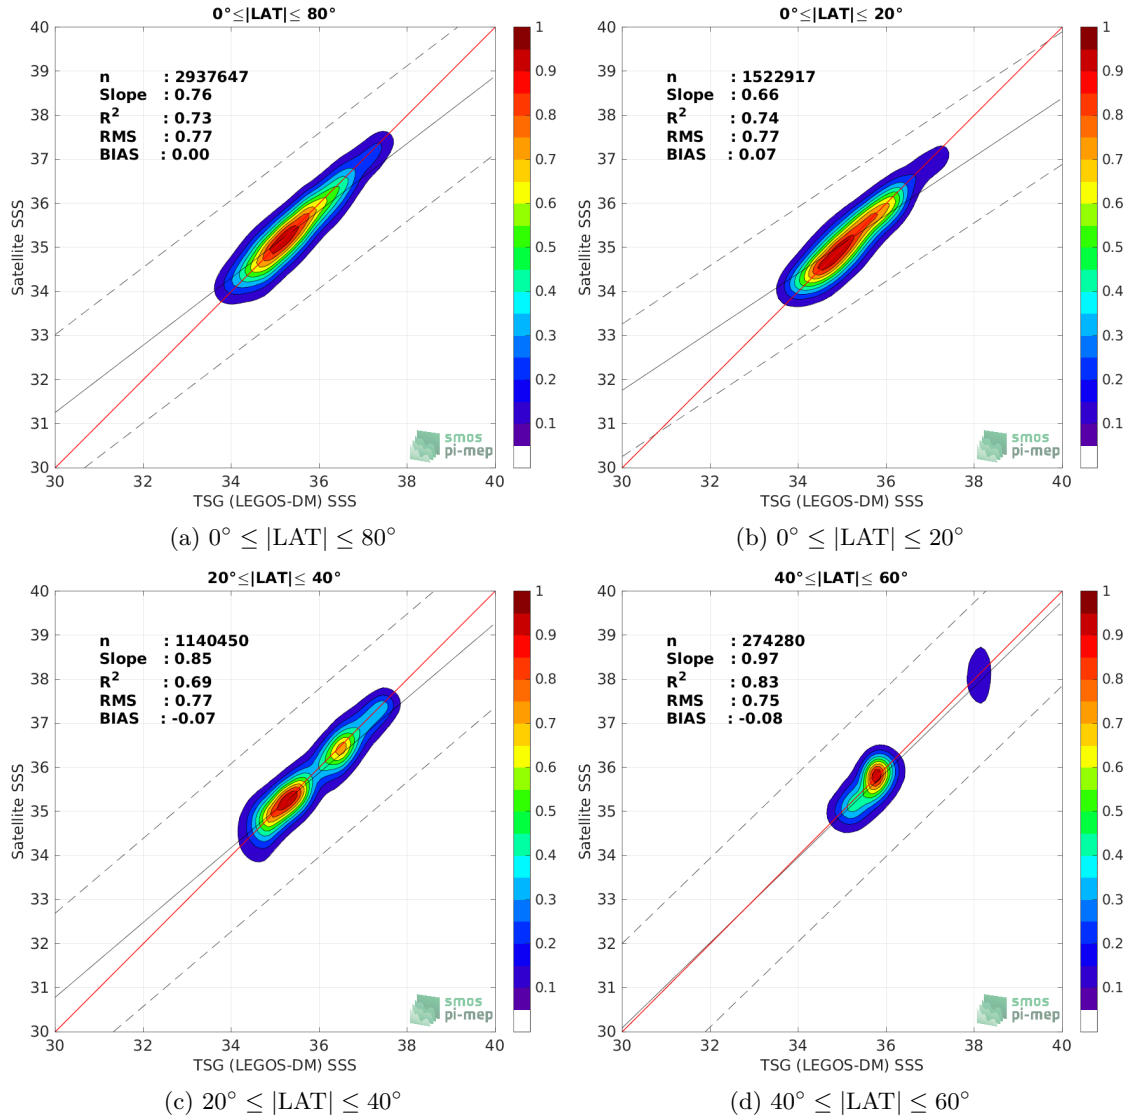 0°≤|LAT|≤ 80°
40
39
38
37
36
35
34
33
32
31
30
Satellite SSS
n : 2937647
Slope : 0.76
R² : 0.73
RMS : 0.77
BIAS : 0.00
smos
pi-mep
30 32 34 36 38 40
TSG (LEGOS-DM) SSS
1
0.9
0.8
0.7
0.6
0.5
0.4
0.3
0.2
0.1
(a) 0° ≤ |LAT| ≤ 80°
0°≤|LAT|≤ 20°
40
39
38
37
36
35
34
33
32
31
30
Satellite SSS
n : 1522917
Slope : 0.66
R² : 0.74
RMS : 0.77
BIAS : 0.07
smos
pi-mep
30 32 34 36 38 40
TSG (LEGOS-DM) SSS
1
0.9
0.8
0.7
0.6
0.5
0.4
0.3
0.2
0.1
(b) 0° ≤ |LAT| ≤ 20°
20°≤|LAT|≤ 40°
40
39
38
37
36
35
34
33
32
31
30
Satellite SSS
n : 1140450
Slope : 0.85
R² : 0.69
RMS : 0.77
BIAS : -0.07
smos
pi-mep
30 32 34 36 38 40
TSG (LEGOS-DM) SSS
1
0.9
0.8
0.7
0.6
0.5
0.4
0.3
0.2
0.1
(c) 20° ≤ |LAT| ≤ 40°
40°≤|LAT|≤ 60°
40
39
38
37
36
35
34
33
32
31
30
Satellite SSS
n : 274280
Slope : 0.97
R² : 0.83
RMS : 0.75
BIAS : -0.08
smos
pi-mep
30 32 34 36 38 40
TSG (LEGOS-DM) SSS
1
0.9
0.8
0.7
0.6
0.5
0.4
0.3
0.2
0.1
(d) 40° ≤ |LAT| ≤ 60°